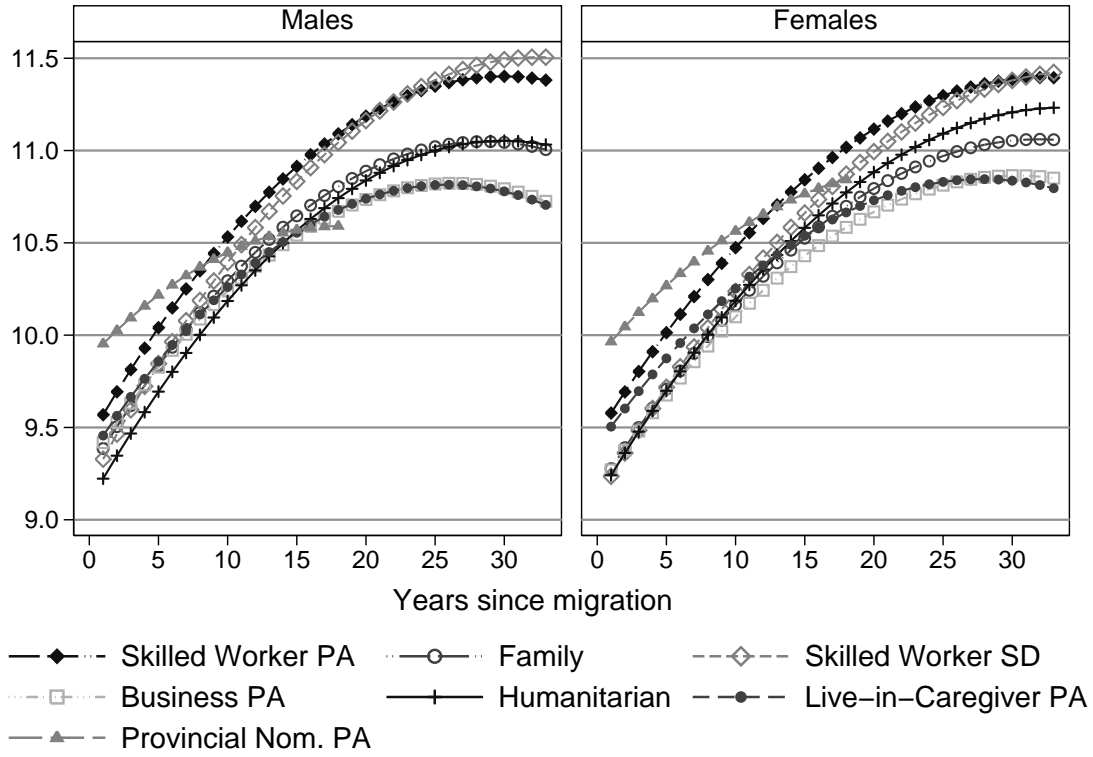 Males Females
11.5
11.0
10.5
10.0
9.5
9.0
0 5 10 15 20 25 30 0 5 10 15 20 25 30
Years since migration
Skilled Worker PA Family Skilled Worker SD
Business PA Humanitarian Live−in−Caregiver PA
Provincial Nom. PA